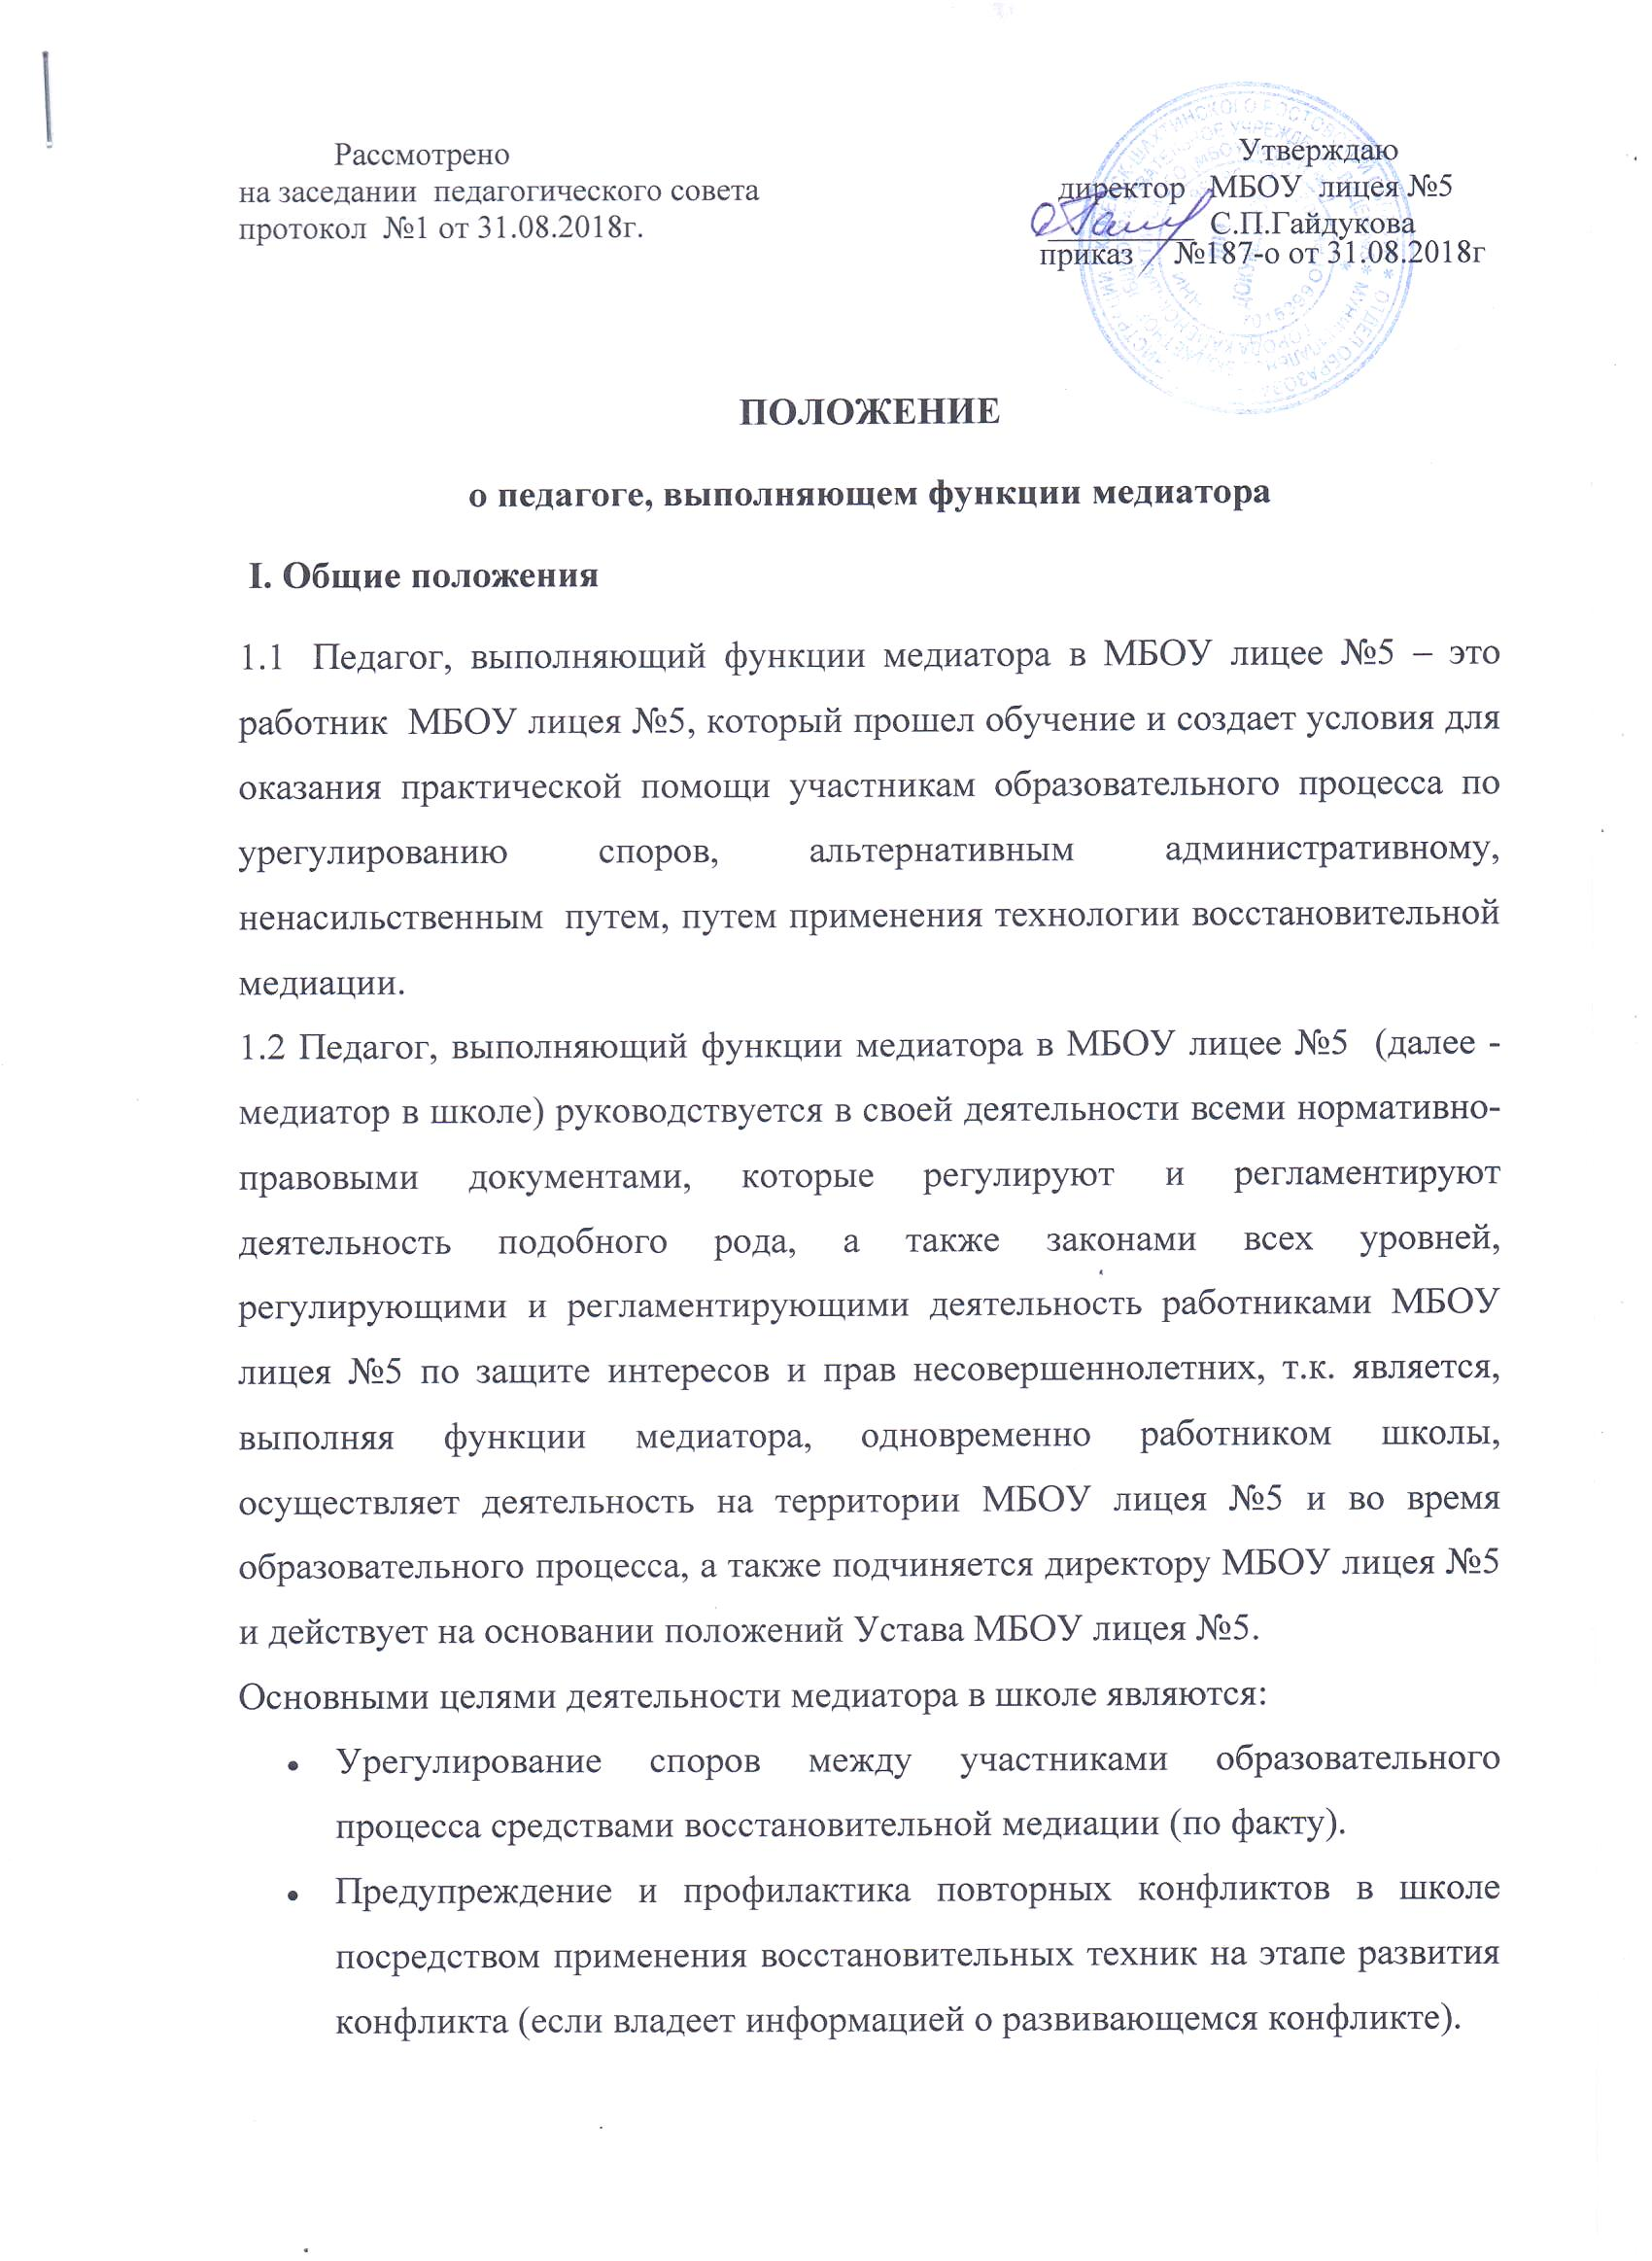 Рассмотрено
на заседании педагогического совета
протокол №1 от 31.08.2018г.
Утверждаю
директор МБОУ лицея №5
С.П.Гайдукова
приказ №187-о от 31.08.2018г
ПОЛОЖЕНИЕ
о педагоге, выполняющем функции медиатора
I. Общие положения
1.1 Педагог, выполняющий функции медиатора в МБОУ лицее №5 – это
работник МБОУ лицея №5, который прошел обучение и создает условия для
оказания практической помощи участникам образовательного процесса по
урегулированию споров, альтернативным административному,
ненасильственным путем, путем применения технологии восстановительной
медиации.
1.2 Педагог, выполняющий функции медиатора в МБОУ лицее №5 (далее -
медиатор в школе) руководствуется в своей деятельности всеми нормативно-
правовыми документами, которые регулируют и регламентируют
деятельность подобного рода, а также законами всех уровней,
регулирующими и регламентирующими деятельность работниками МБОУ
лицея №5 по защите интересов и прав несовершеннолетних, т.к. является,
выполняя функции медиатора, одновременно работником школы,
осуществляет деятельность на территории МБОУ лицея №5 и во время
образовательного процесса, а также подчиняется директору МБОУ лицея №5
и действует на основании положений Устава МБОУ лицея №5.
Основными целями деятельности медиатора в школе являются:
• Урегулирование споров между участниками образовательного
процесса средствами восстановительной медиации (по факту).
• Предупреждение и профилактика повторных конфликтов в школе
посредством применения восстановительных техник на этапе развития
конфликта (если владеет информацией о развивающемся конфликте).